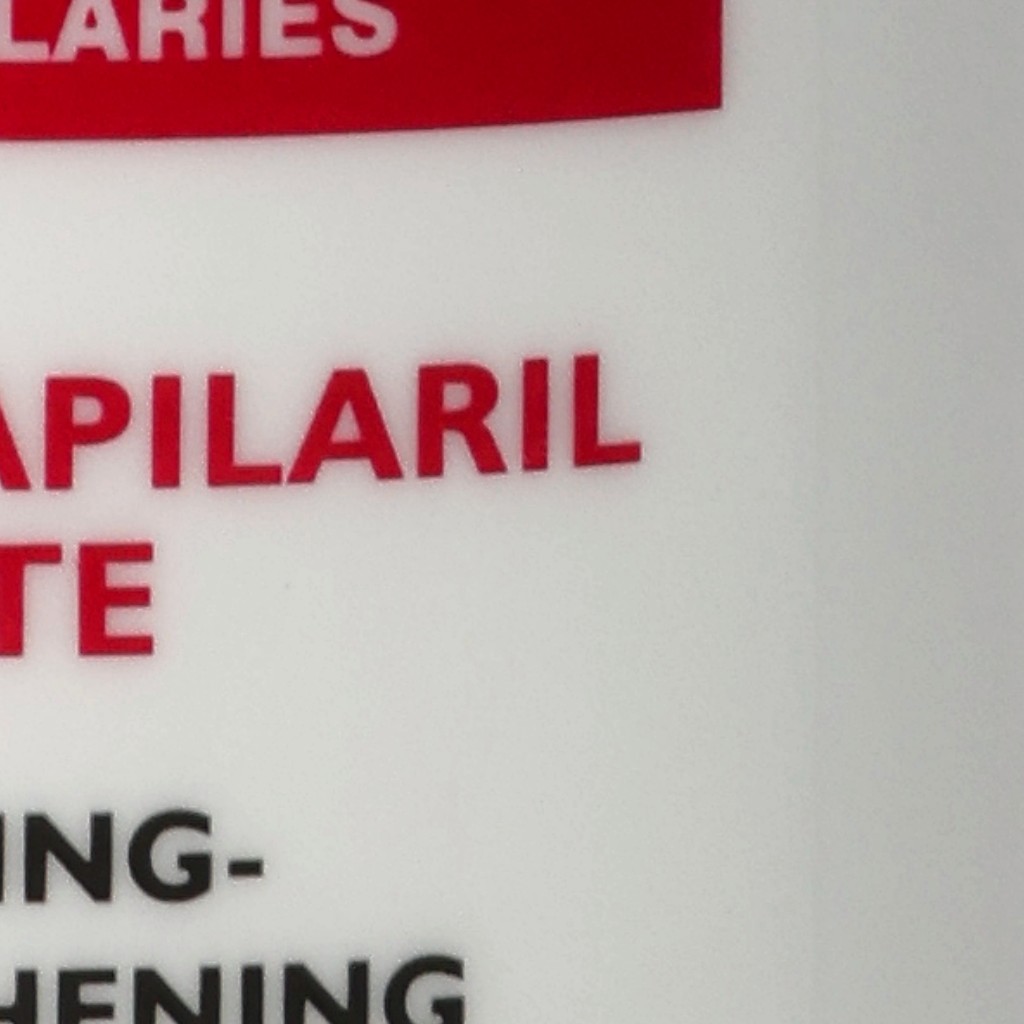 LARIES
APILARIL
TE
ING-
HENING